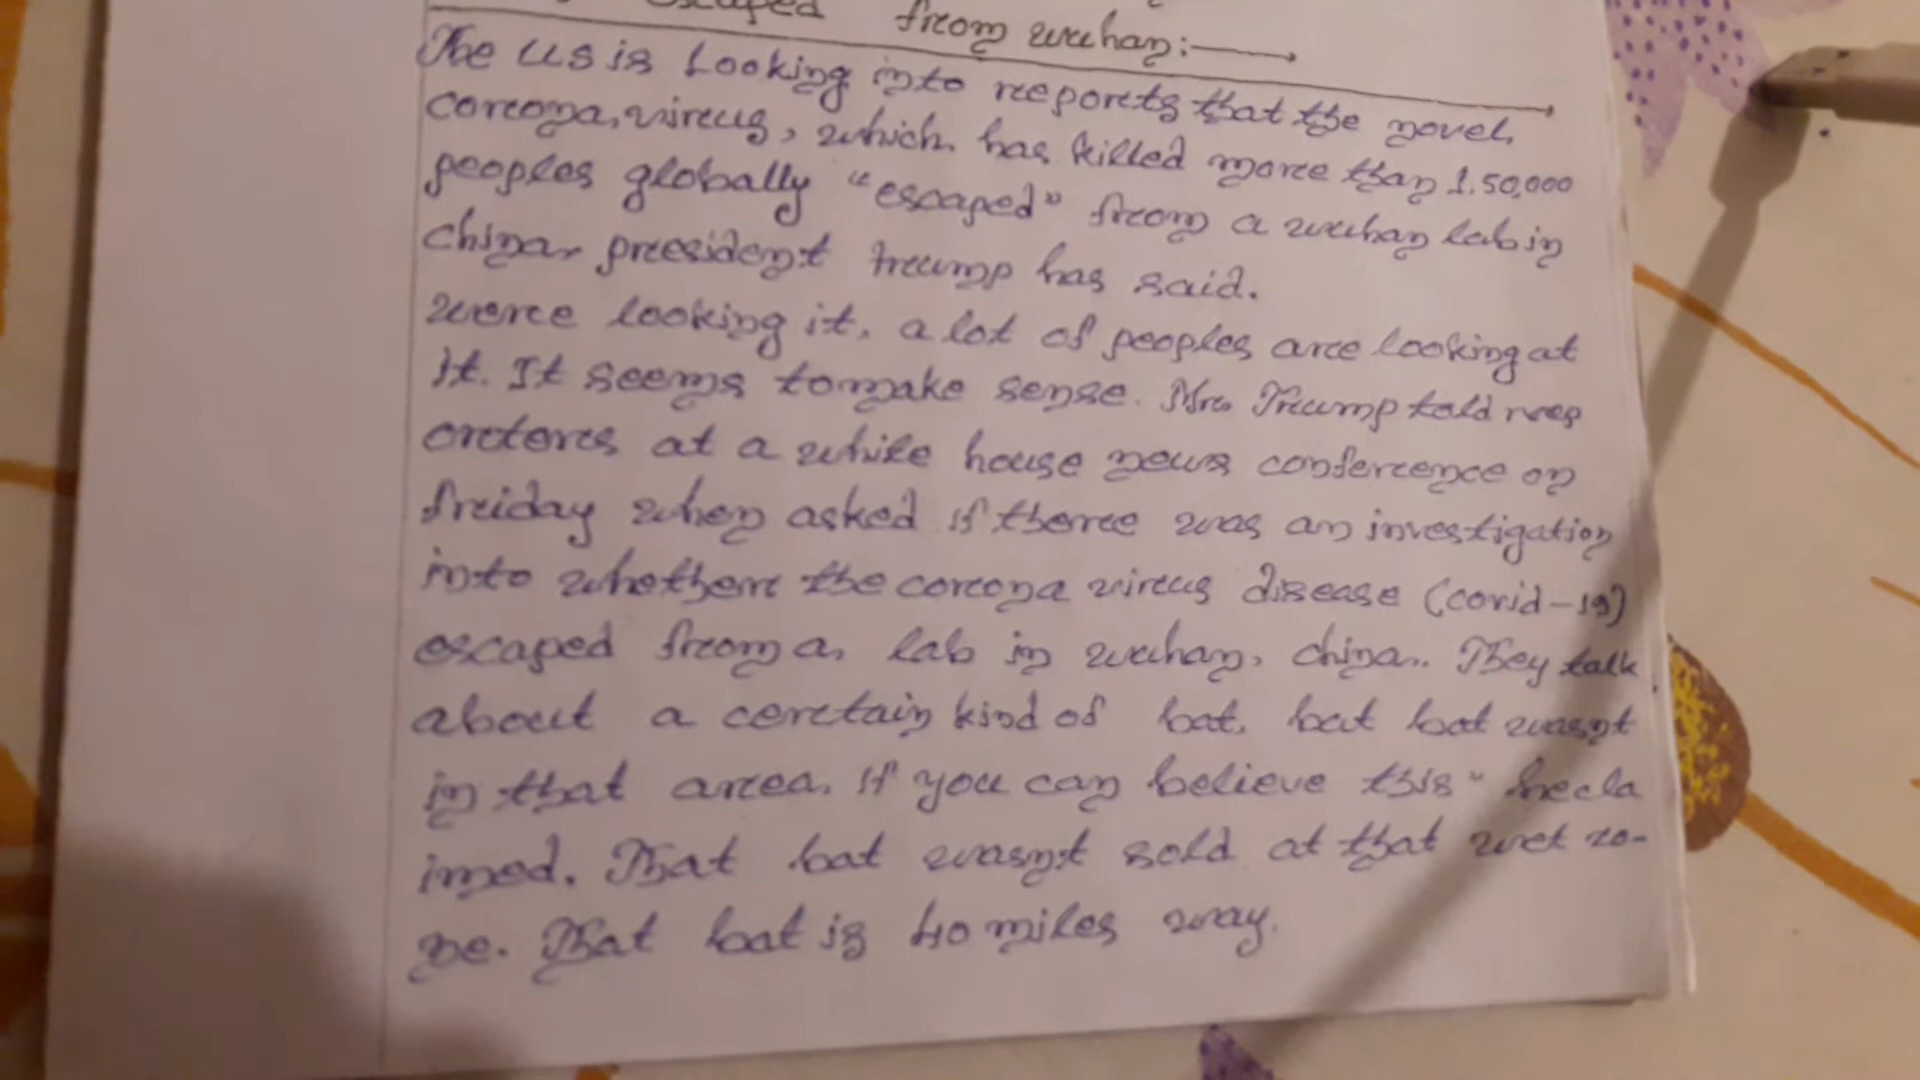 escaped from wuhan:
The US is Looking into reports that the novel
corona, virus, which has killed more than 1.50,000
peoples globally "escaped" from a wuhan lab in
china, president trump has said.
were looking it. a lot of peoples are looking at
it. It seems to make sense. Mr. Trump told rep
orters at a white house news conference on
friday when asked if there was an investigation
into whether the corona virus disease (covid-19)
escaped from a lab in wuhan, china. They talk
about a certain kind of bat. but bat wasnt
in that area. If you can believe this" hecla
imed. That bat wasnt sold at that wet zo-
ne. That bat is 40 miles way.